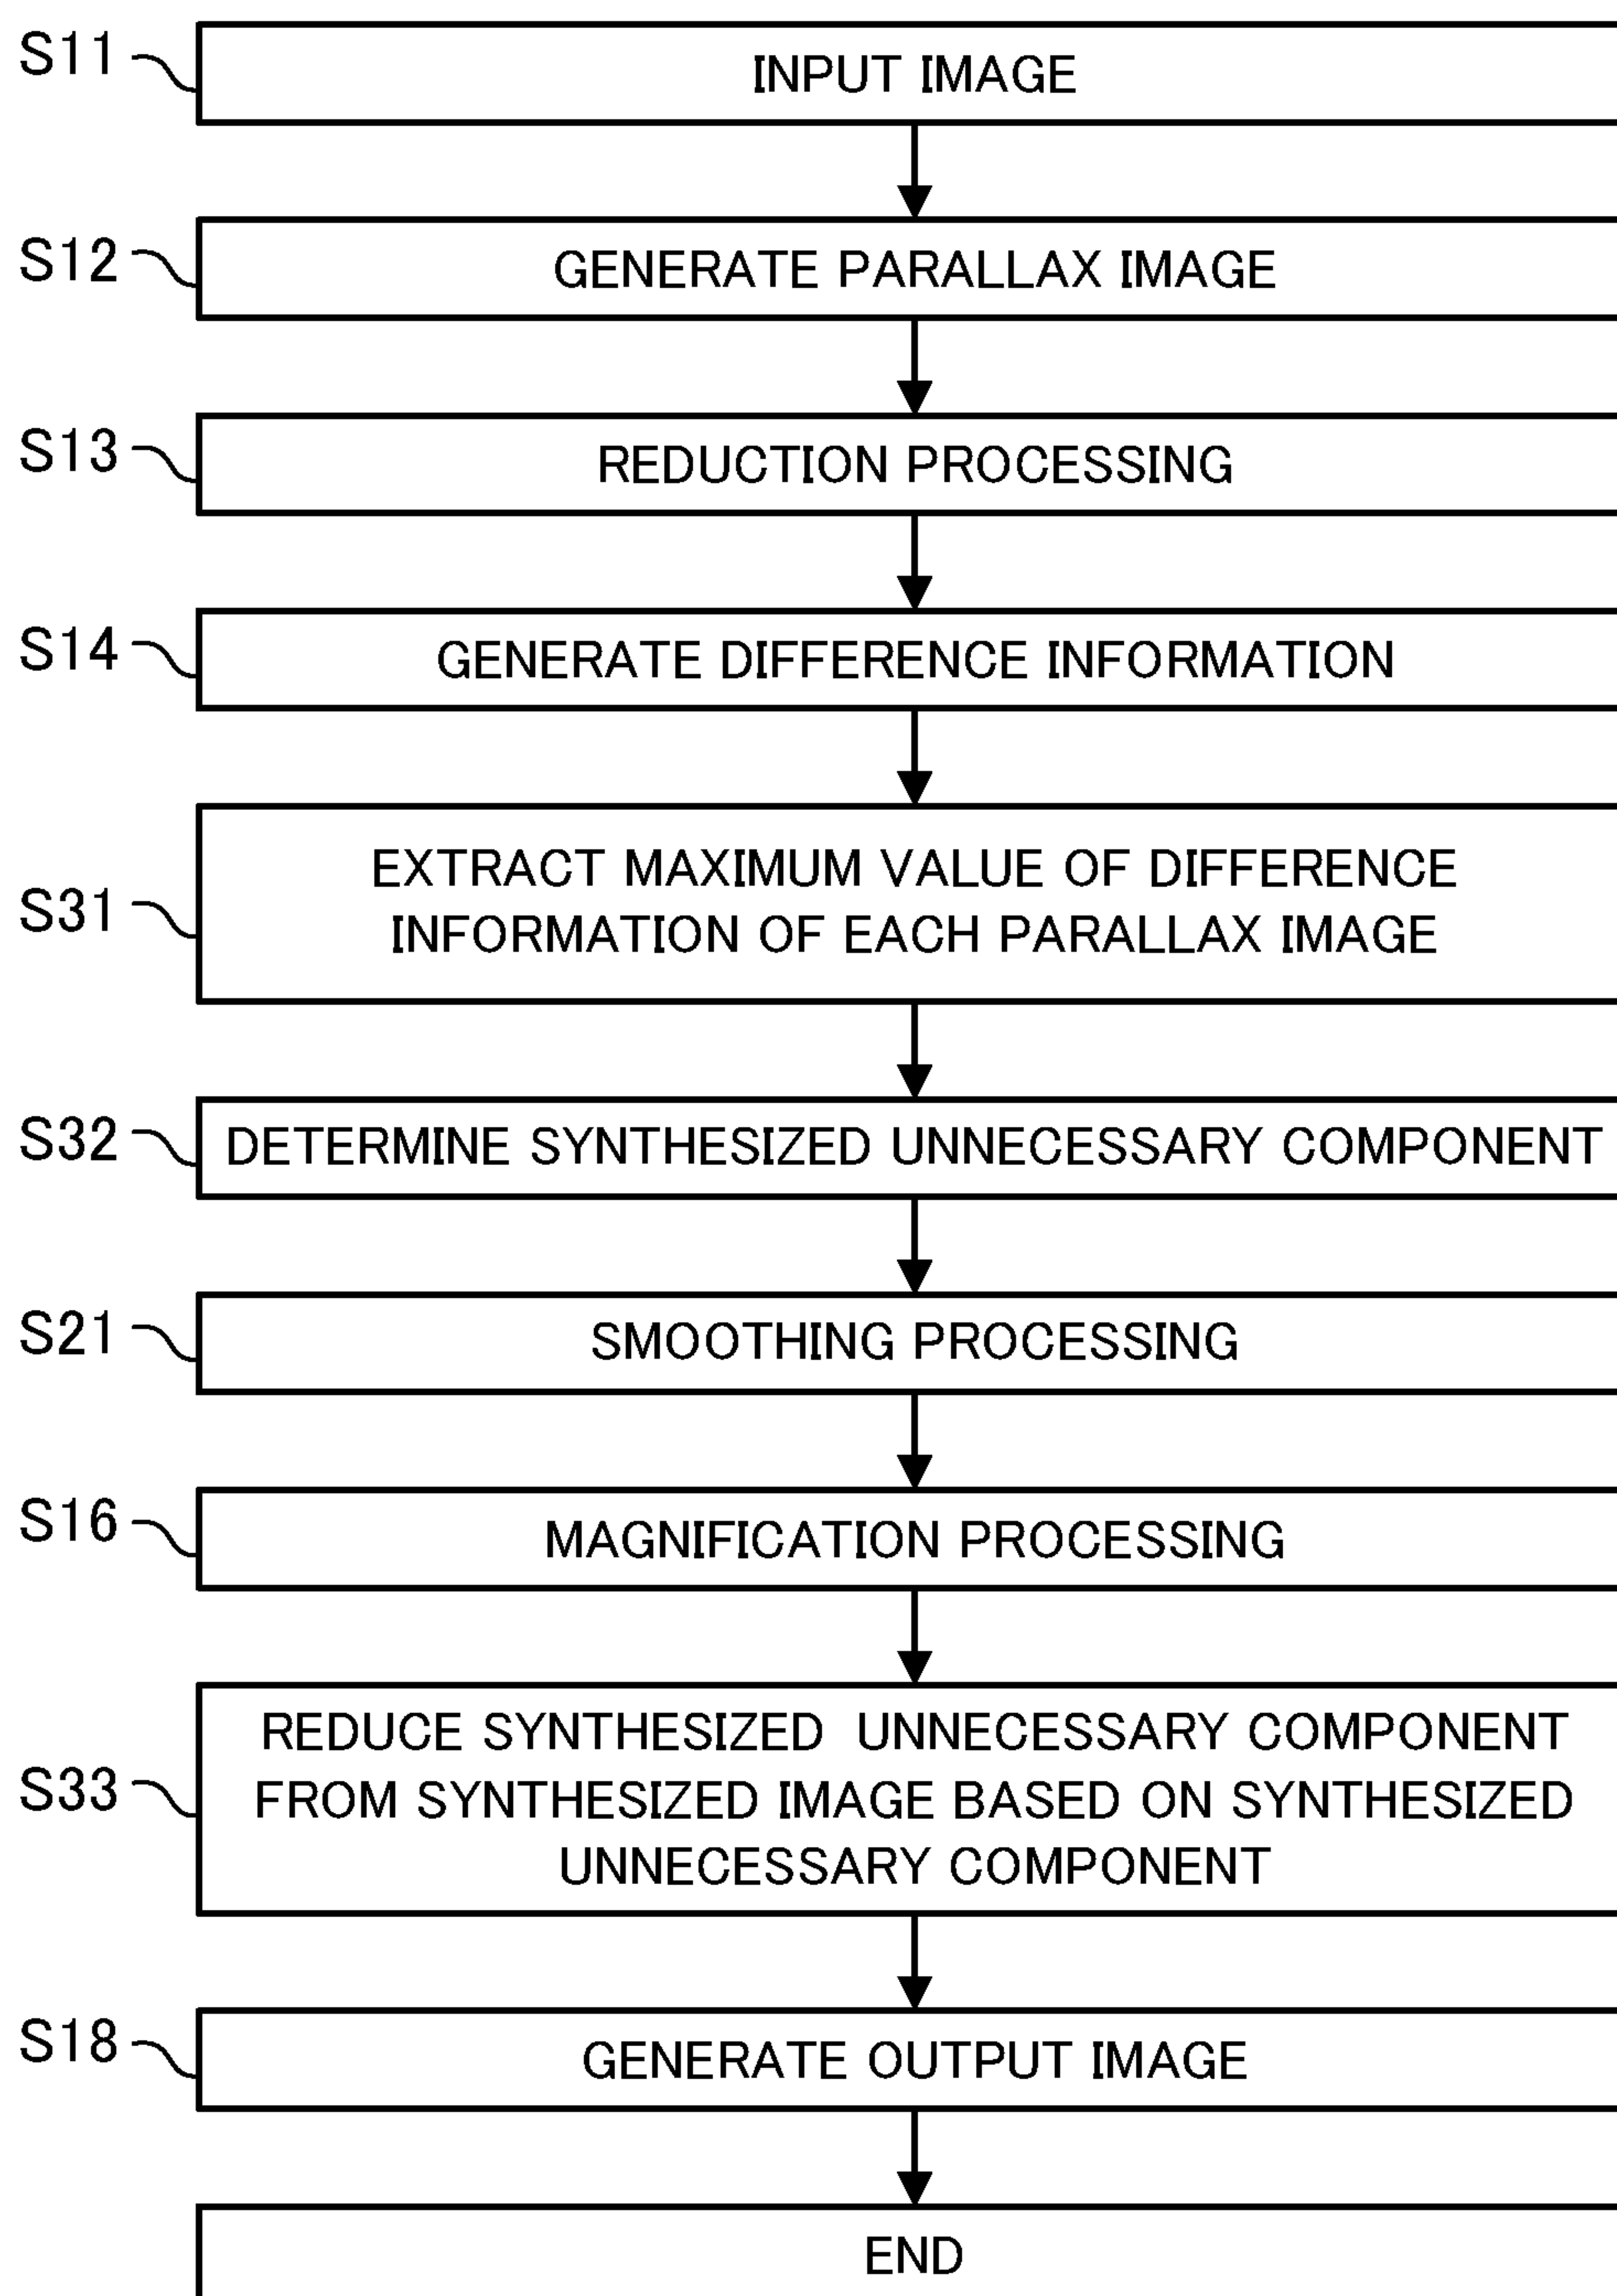 S11
INPUT IMAGE
S12
GENERATE PARALLAX IMAGE
S13
REDUCTION PROCESSING
S14
GENERATE DIFFERENCE INFORMATION
S31
EXTRACT MAXIMUM VALUE OF DIFFERENCE
INFORMATION OF EACH PARALLAX IMAGE
S32
DETERMINE SYNTHESIZED UNNECESSARY COMPONENT
S21
SMOOTHING PROCESSING
S16
MAGNIFICATION PROCESSING
S33
REDUCE SYNTHESIZED UNNECESSARY COMPONENT
FROM SYNTHESIZED IMAGE BASED ON SYNTHESIZED
UNNECESSARY COMPONENT
S18
GENERATE OUTPUT IMAGE
END